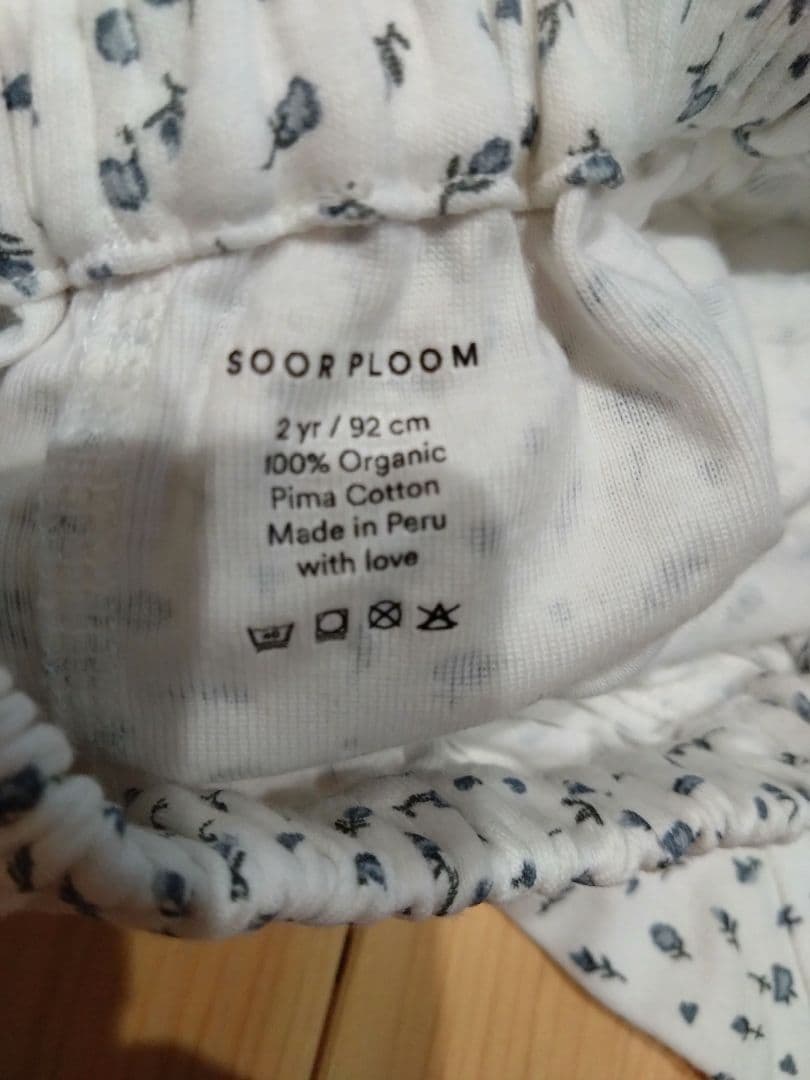 SOOR PLOOM
2 yr / 92 cm
100% Organic
Pima Cotton
Made in Peru
with love